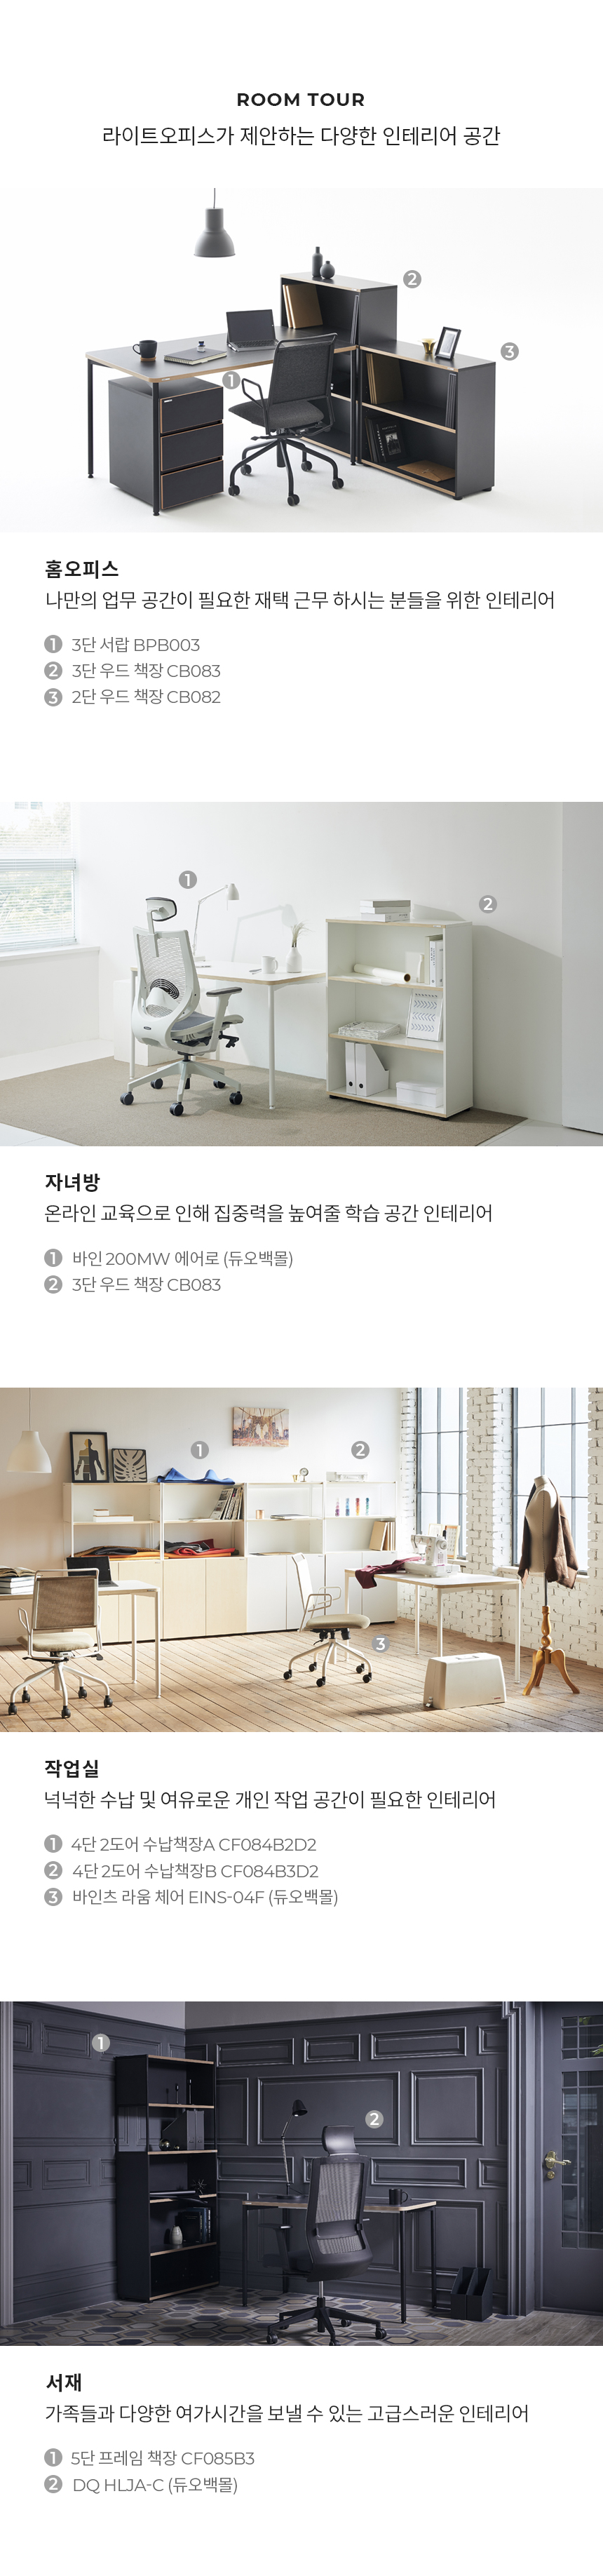 ROOM TOUR
라이트오피스가 제안하는 다양한 인테리어 공간
2
3
1
홈오피스
나만의 업무 공간이 필요한 재택 근무 하시는 분들을 위한 인테리어
1 3단 서랍 BPB003
2 3단 우드 책장 CB083
3 2단 우드 책장 CB082
1
2
자녀방
온라인 교육으로 인해 집중력을 높여줄 학습 공간 인테리어
1 바인 200MW 에어로 (듀오백몰)
2 3단 우드 책장 CB083
1
2
3
작업실
넉넉한 수납 및 여유로운 개인 작업 공간이 필요한 인테리어
1 4단 2도어 수납책장A CF084B2D2
2 4단 2도어 수납책장B CF084B3D2
3 바인츠 라움 체어 EINS-04F (듀오백몰)
1
2
서재
가족들과 다양한 여가시간을 보낼 수 있는 고급스러운 인테리어
1 5단 프레임 책장 CF085B3
2 DQ HLJA-C (듀오백몰)